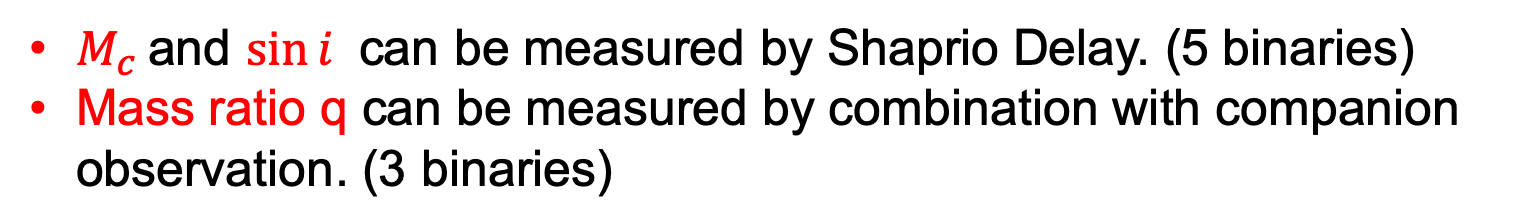 • M_c and sin i can be measured by Shaprio Delay. (5 binaries)
• Mass ratio q can be measured by combination with companion
observation. (3 binaries)